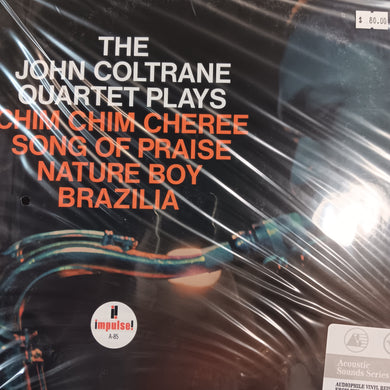 $ 80.00
THE
JOHN COLTRANE
QUARTET PLAYS
CHIM CHIM CHEREE
SONG OF PRAISE
NATURE BOY
BRAZILIA
impulse!
A-85
Acoustic
Sounds Series
AUDIOPHILE VINYL